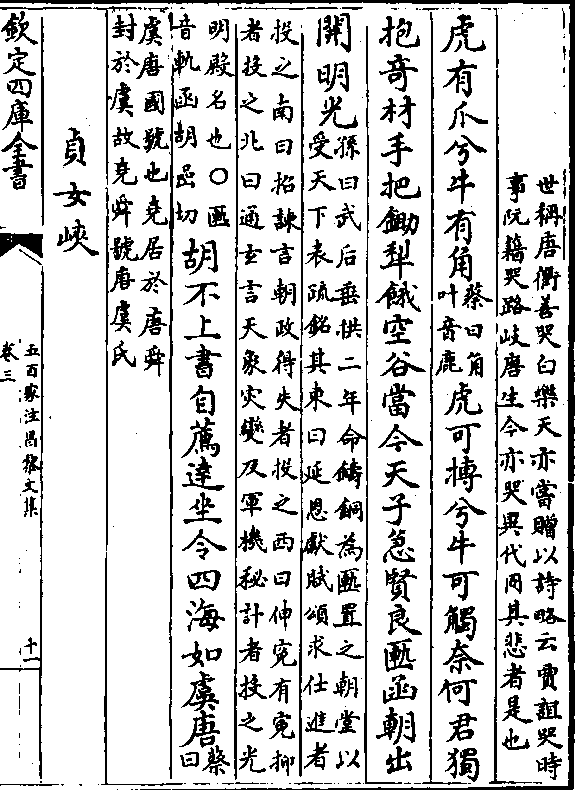 世稱唐衢善哭白樂天亦嘗贈以詩略云賈誼哭時
事阮籍哭路岐唐生今亦哭異代同其悲者是也
虎有爪兮牛有角
蔡曰角
叶音鹿
虎可搏兮牛可觸奈何君獨
抱奇材手把鋤犁餓空谷當今天子急賢良匭函朝出
開明光
孫曰武后垂拱二年命鑄銅為匭置之朝堂以
受天下表疏銘其東曰延恩獻賦頌求仕進者
投之南曰招諫言朝政得失者投之西曰伸冤有冤抑
者投之北曰通玄言天象灾變及軍機秘計者投之光
明殿名也〇匭
音軌函胡喦切
胡不上書自薦達坐令四海如虞唐
蔡曰
虞唐國號也堯居於唐舜
封於虞故堯舜號唐虞氏
貞女峽
欽定四庫全書
五百家注昌黎文集
卷三
十一